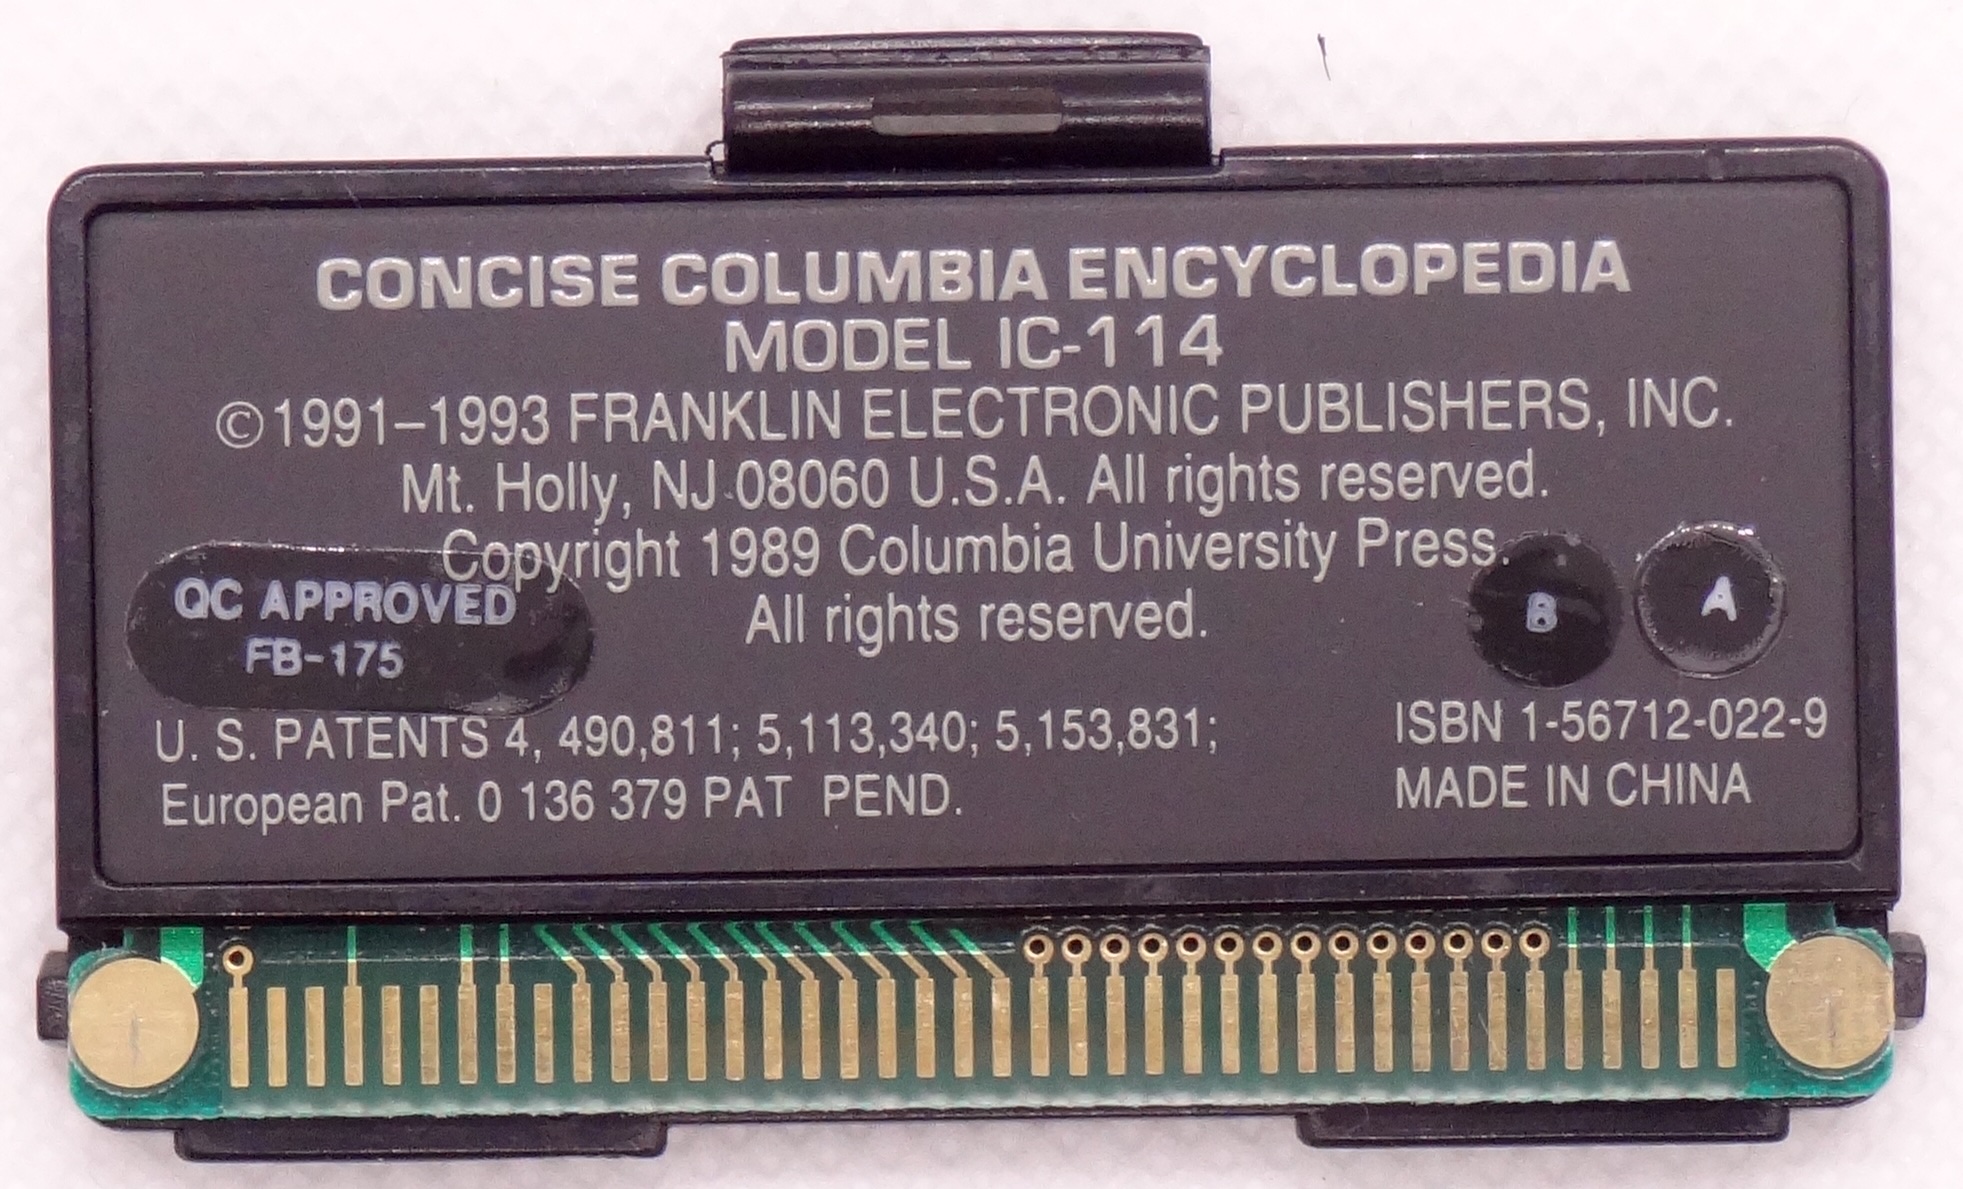 CONCISE COLUMBIA ENCYCLOPEDIA
MODEL IC-114
©1991–1993 FRANKLIN ELECTRONIC PUBLISHERS, INC.
Mt. Holly, NJ 08060 U.S.A. All rights reserved.
Copyright 1989 Columbia University Press.
All rights reserved.
QC APPROVED
FB-175
B
A
U. S. PATENTS 4, 490,811; 5,113,340; 5,153,831;
European Pat. 0 136 379 PAT PEND.
ISBN 1-56712-022-9
MADE IN CHINA